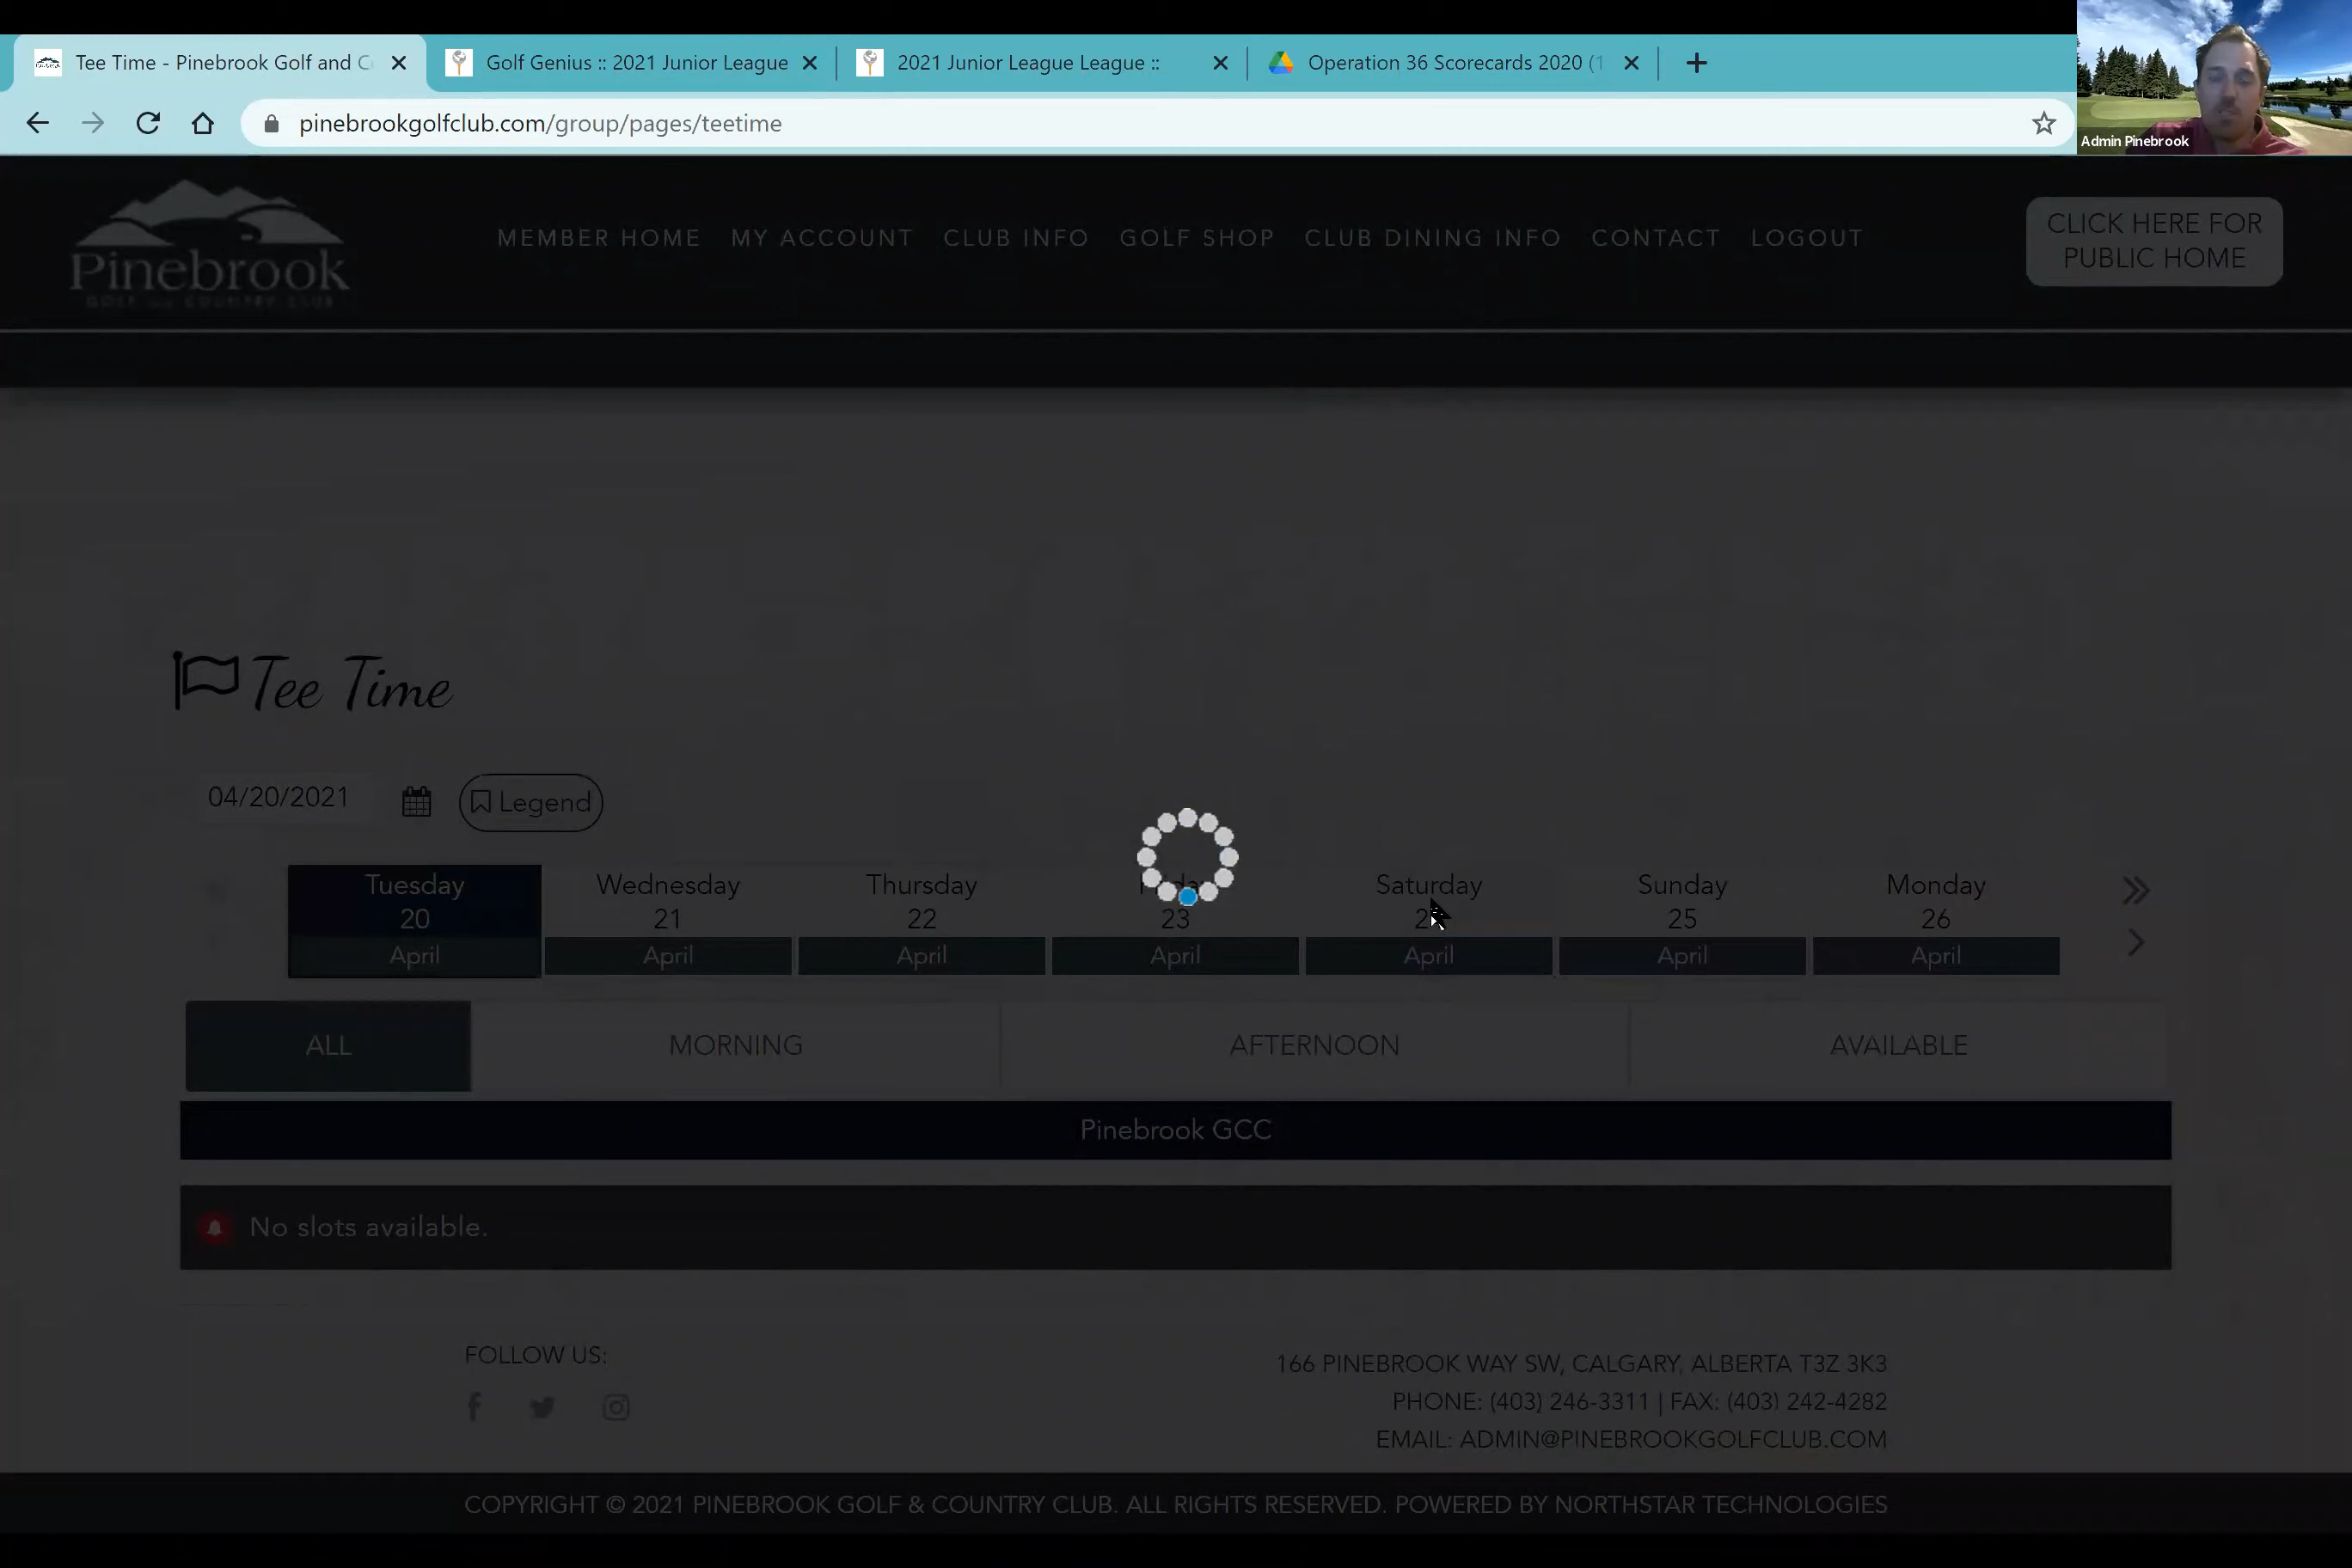 Tee Time - Pinebrook Golf and C
Golf Genius :: 2021 Junior League
2021 Junior League League ::
Operation 36 Scorecards 2020 (1
pinebrookgolfclub.com/group/pages/teetime
Admin Pinebrook
Pinebrook
GOLF AND COUNTRY CLUB
MEMBER HOME
MY ACCOUNT
CLUB INFO
GOLF SHOP
CLUB DINING INFO
CONTACT
LOGOUT
CLICK HERE FOR
PUBLIC HOME
Tee Time
04/20/2021
Legend
Tuesday
20
April
Wednesday
21
April
Thursday
22
April
23
April
Saturday
April
Sunday
25
April
Monday
26
April
ALL
MORNING
AFTERNOON
AVAILABLE
Pinebrook GCC
No slots available.
FOLLOW US:
166 PINEBROOK WAY SW, CALGARY, ALBERTA T3Z 3K3
PHONE: (403) 246-3311 | FAX: (403) 242-4282
EMAIL: ADMIN@PINEBROOKGOLFCLUB.COM
COPYRIGHT © 2021 PINEBROOK GOLF & COUNTRY CLUB. ALL RIGHTS RESERVED. POWERED BY NORTHSTAR TECHNOLOGIES